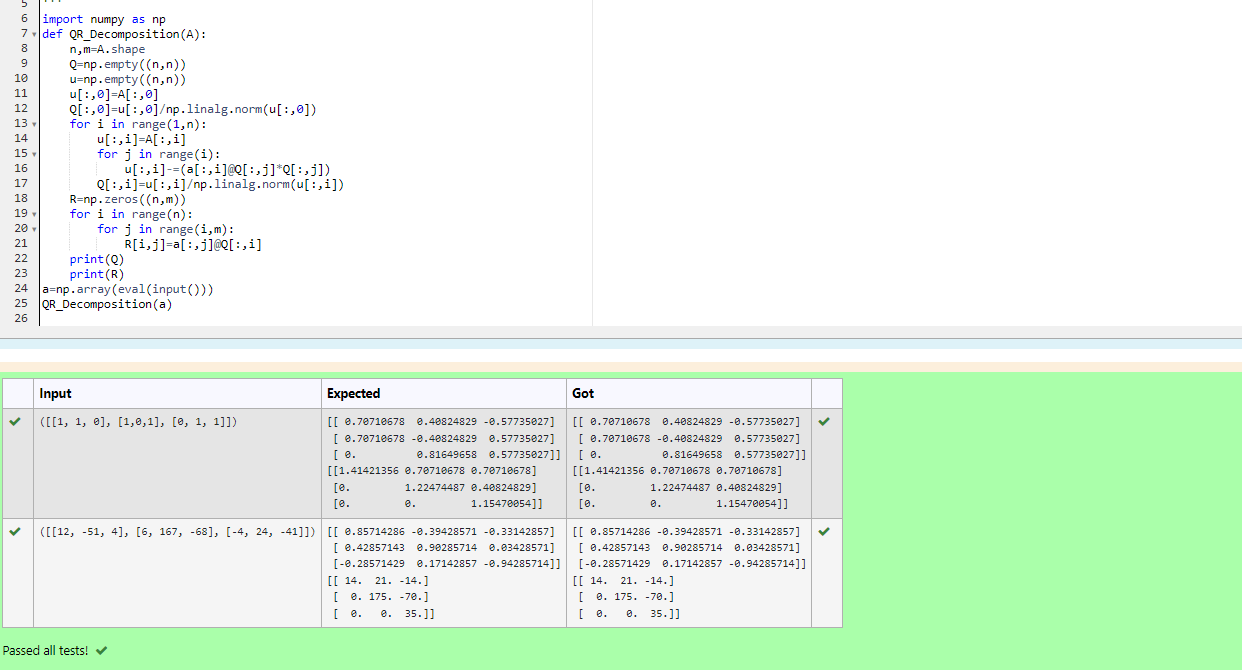 5 '''
6 import numpy as np
7 def QR_Decomposition(A):
8     n,m=A.shape
9     Q=np.empty((n,n))
10     u=np.empty((n,n))
11     u[:,0]=A[:,0]
12     Q[:,0]=u[:,0]/np.linalg.norm(u[:,0])
13     for i in range(1,n):
14         u[:,i]=A[:,i]
15         for j in range(i):
16             u[:,i]-=(a[:,i]@Q[:,j]*Q[:,j])
17         Q[:,i]=u[:,i]/np.linalg.norm(u[:,i])
18     R=np.zeros((n,m))
19     for i in range(n):
20         for j in range(i,m):
21             R[i,j]=a[:,j]@Q[:,i]
22     print(Q)
23     print(R)
24 a=np.array(eval(input()))
25 QR_Decomposition(a)
26
Input Expected Got
([[1, 1, 0], [1,0,1], [0, 1, 1]]) [[ 0.70710678  0.40824829 -0.57735027] [[ 0.70710678  0.40824829 -0.57735027]
[ 0.70710678 -0.40824829  0.57735027] [ 0.70710678 -0.40824829  0.57735027]
[ 0.          0.81649658  0.57735027]] [ 0.          0.81649658  0.57735027]]
[[1.41421356 0.70710678 0.70710678] [[1.41421356 0.70710678 0.70710678]
[0.         1.22474487 0.40824829] [0.         1.22474487 0.40824829]
[0.         0.         1.15470054]] [0.         0.         1.15470054]]
([[12, -51, 4], [6, 167, -68], [-4, 24, -41]]) [[ 0.85714286 -0.39428571 -0.33142857] [[ 0.85714286 -0.39428571 -0.33142857]
[ 0.42857143  0.90285714  0.03428571] [ 0.42857143  0.90285714  0.03428571]
[-0.28571429  0.17142857 -0.94285714]] [-0.28571429  0.17142857 -0.94285714]]
[[ 14.  21. -14.] [[ 14.  21. -14.]
[  0. 175. -70.] [  0. 175. -70.]
[  0.   0.  35.]] [  0.   0.  35.]]
Passed all tests!